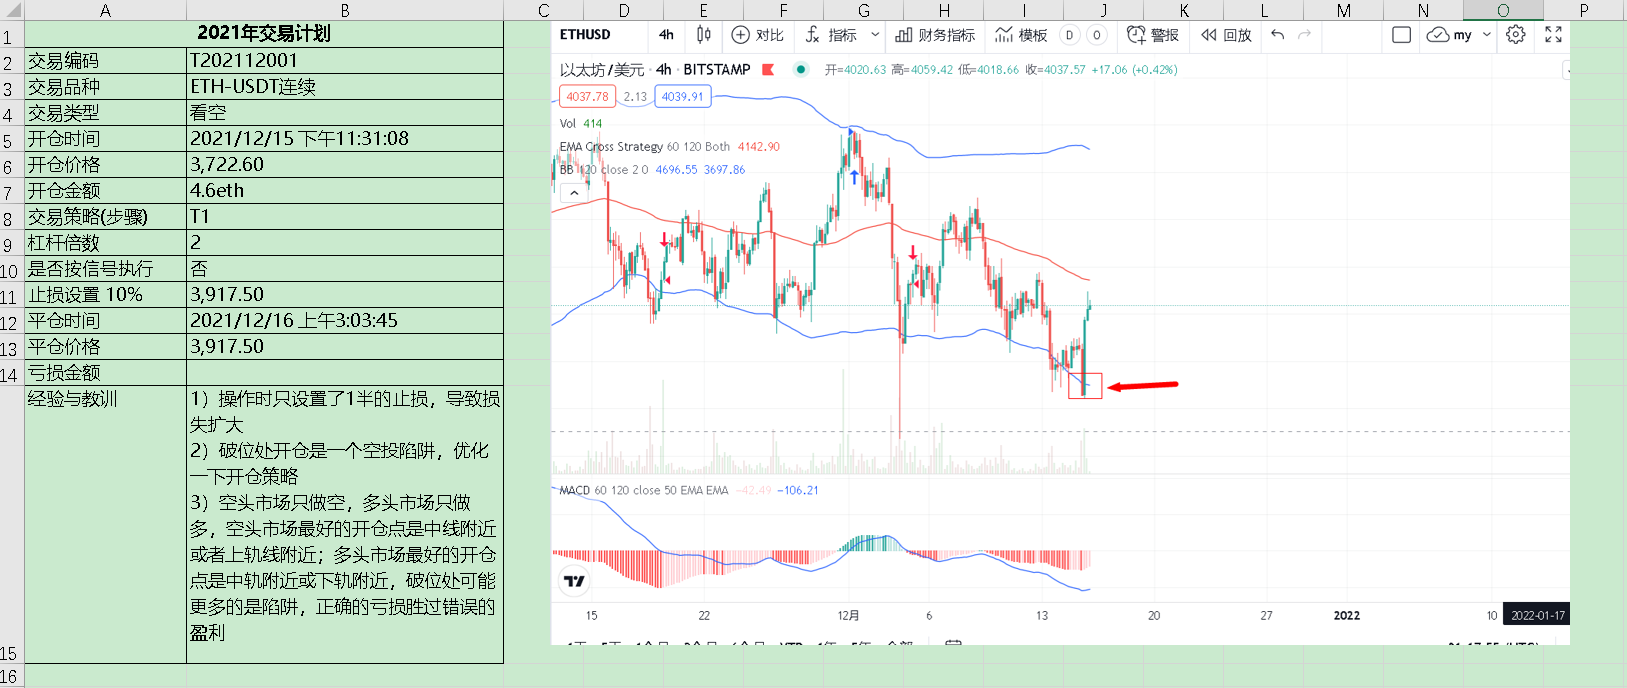 A B C D E F G H I J K L M N O P
1 2021年交易计划
2 交易编码 T202112001
3 交易品种 ETH-USDT连续
4 交易类型 看空
5 开仓时间 2021/12/15 下午11:31:08
6 开仓价格 3,722.60
7 开仓金额 4.6eth
8 交易策略(步骤) T1
9 杠杆倍数 2
10 是否按信号执行 否
11 止损设置 10% 3,917.50
12 平仓时间 2021/12/16 上午3:03:45
13 平仓价格 3,917.50
14 亏损金额
经验与教训
1）操作时只设置了1半的止损，导致损
失扩大
2）破位处开仓是一个空投陷阱，优化
一下开仓策略
3）空头市场只做空，多头市场只做
多，空头市场最好的开仓点是中线附近
或者上轨线附近；多头市场最好的开仓
点是中轨附近或下轨附近，破位处可能
更多的是陷阱，正确的亏损胜过错误的
盈利
15
16
ETHUSD 4h 对比 指标 财务指标 模板 D O 警报 回放 my
以太坊/美元 · 4h · BITSTAMP 开=4020.63 高=4059.42 低=4018.66 收=4037.57 +17.06 (+0.42%)
4037.78 2.13 4039.91
Vol 414
EMA Cross Strategy 60 120 Both 4142.90
BB 120 close 2 0 4696.55 3697.86
MACD 60 120 close 50 EMA EMA -42.49 -106.21
15 22 12月 6 13 20 27 2022 10 2022-01-17